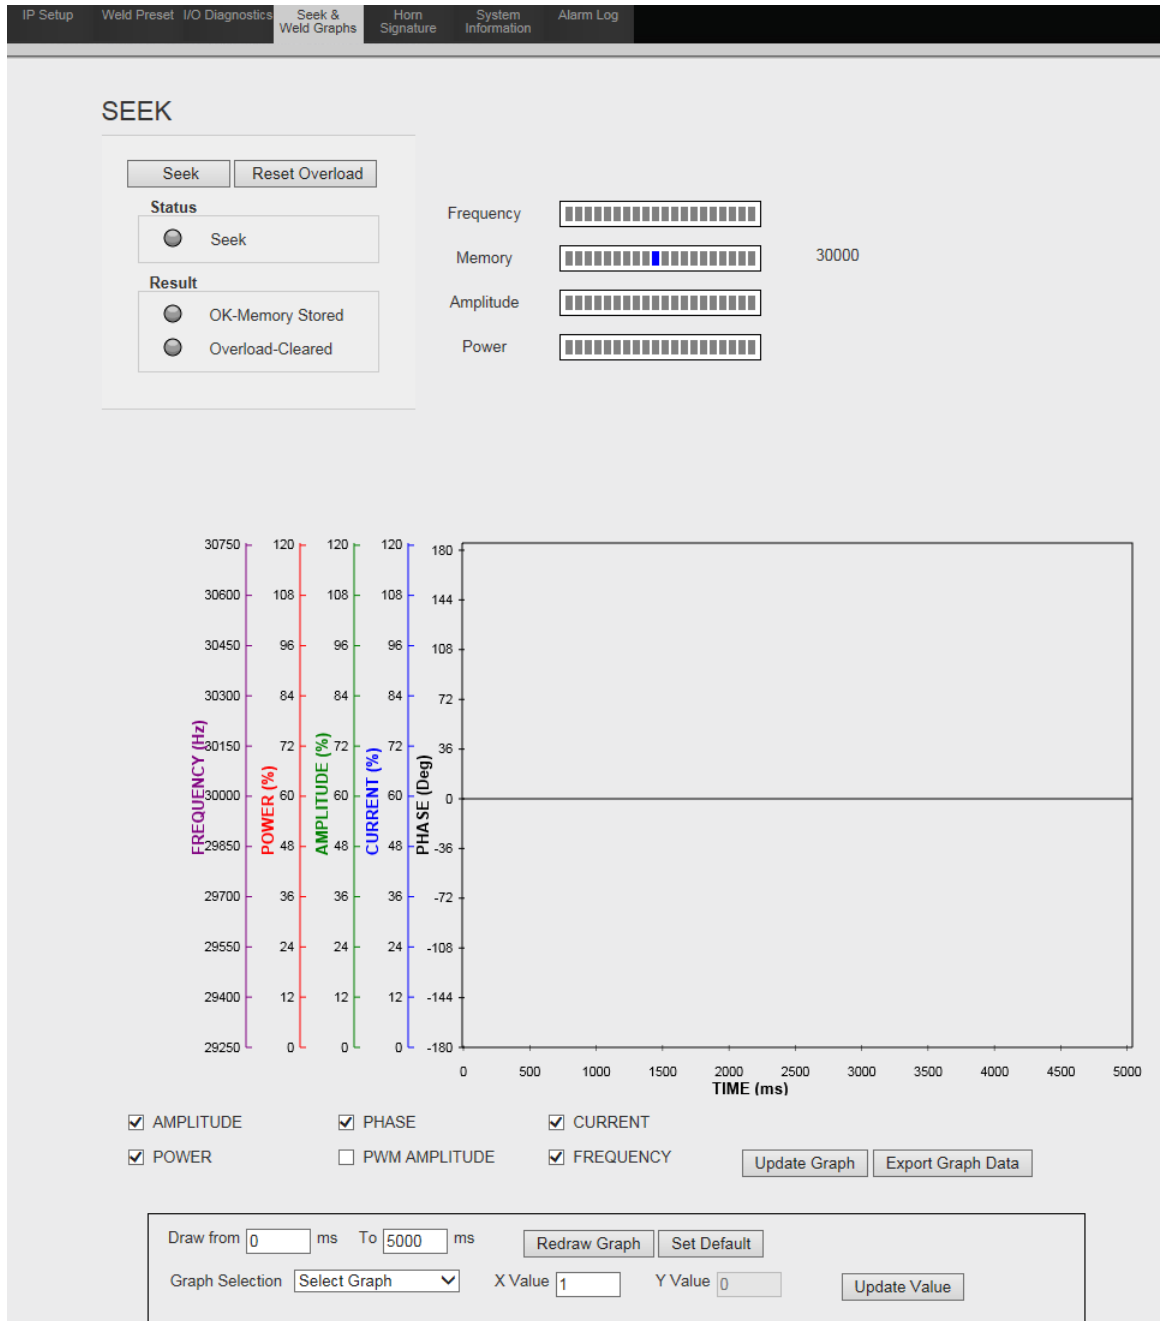 IP Setup Weld Preset I/O Diagnostics Seek & Weld Graphs Horn Signature System Information Alarm Log
SEEK
Seek Reset Overload
Status
Seek
Result
OK-Memory Stored
Overload-Cleared
Frequency
Memory 30000
Amplitude
Power
30750 120 120 120 180
30600 108 108 108 144
30450 96 96 96 108
30300 84 84 84 72
30150 72 72 72 36
30000 60 60 60 0
29850 48 48 48 -36
29700 36 36 36 -72
29550 24 24 24 -108
29400 12 12 12 -144
29250 0 0 0 -180
FREQUENCY (Hz)
POWER (%)
AMPLITUDE (%)
CURRENT (%)
PHASE (Deg)
0 500 1000 1500 2000 2500 3000 3500 4000 4500 5000
TIME (ms)
AMPLITUDE PHASE CURRENT
POWER PWM AMPLITUDE FREQUENCY Update Graph Export Graph Data
Draw from 0 ms To 5000 ms Redraw Graph Set Default
Graph Selection Select Graph X Value 1 Y Value 0 Update Value